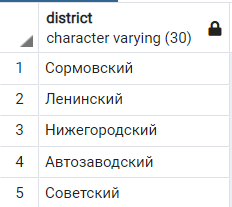 district
character varying (30)
1 Сормовский
2 Ленинский
3 Нижегородский
4 Автозаводский
5 Советский